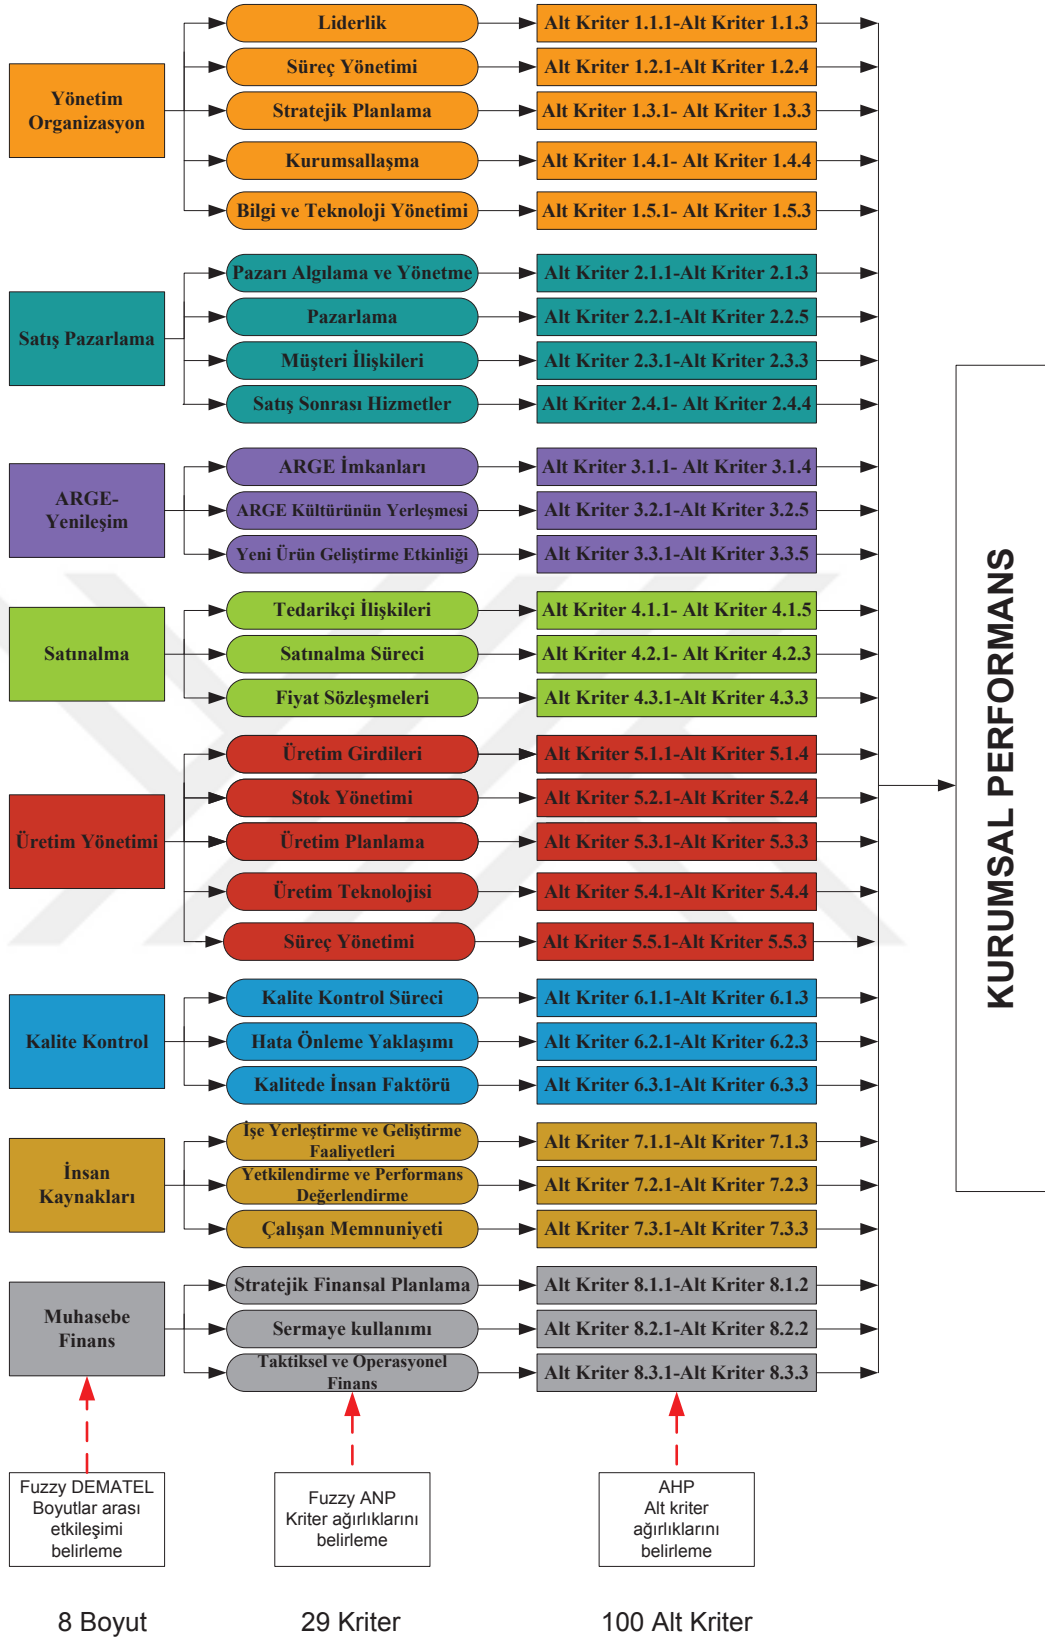 Yönetim
Organizasyon
Liderlik
Alt Kriter 1.1.1-Alt Kriter 1.1.3
Süreç Yönetimi
Alt Kriter 1.2.1-Alt Kriter 1.2.4
Stratejik Planlama
Alt Kriter 1.3.1- Alt Kriter 1.3.3
Kurumsallaşma
Alt Kriter 1.4.1- Alt Kriter 1.4.4
Bilgi ve Teknoloji Yönetimi
Alt Kriter 1.5.1- Alt Kriter 1.5.3
Satış Pazarlama
Pazarı Algılama ve Yönetme
Alt Kriter 2.1.1-Alt Kriter 2.1.3
Pazarlama
Alt Kriter 2.2.1-Alt Kriter 2.2.5
Müşteri İlişkileri
Alt Kriter 2.3.1-Alt Kriter 2.3.3
Satış Sonrası Hizmetler
Alt Kriter 2.4.1- Alt Kriter 2.4.4
ARGE-
Yenileşim
ARGE İmkanları
Alt Kriter 3.1.1- Alt Kriter 3.1.4
ARGE Kültürünün Yerleşmesi
Alt Kriter 3.2.1-Alt Kriter 3.2.5
Yeni Ürün Geliştirme Etkinliği
Alt Kriter 3.3.1-Alt Kriter 3.3.5
Satınalma
Tedarikçi İlişkileri
Alt Kriter 4.1.1- Alt Kriter 4.1.5
Satınalma Süreci
Alt Kriter 4.2.1- Alt Kriter 4.2.3
Fiyat Sözleşmeleri
Alt Kriter 4.3.1-Alt Kriter 4.3.3
Üretim Yönetimi
Üretim Girdileri
Alt Kriter 5.1.1-Alt Kriter 5.1.4
Stok Yönetimi
Alt Kriter 5.2.1-Alt Kriter 5.2.4
Üretim Planlama
Alt Kriter 5.3.1-Alt Kriter 5.3.3
Üretim Teknolojisi
Alt Kriter 5.4.1-Alt Kriter 5.4.4
Süreç Yönetimi
Alt Kriter 5.5.1-Alt Kriter 5.5.3
Kalite Kontrol
Kalite Kontrol Süreci
Alt Kriter 6.1.1-Alt Kriter 6.1.3
Hata Önleme Yaklaşımı
Alt Kriter 6.2.1-Alt Kriter 6.2.3
Kalitede İnsan Faktörü
Alt Kriter 6.3.1-Alt Kriter 6.3.3
İnsan
Kaynakları
İşe Yerleştirme ve Geliştirme
Faaliyetleri
Alt Kriter 7.1.1-Alt Kriter 7.1.3
Yetkilendirme ve Performans
Değerlendirme
Alt Kriter 7.2.1-Alt Kriter 7.2.3
Çalışan Memnuniyeti
Alt Kriter 7.3.1-Alt Kriter 7.3.3
Muhasebe
Finans
Stratejik Finansal Planlama
Alt Kriter 8.1.1-Alt Kriter 8.1.2
Sermaye kullanımı
Alt Kriter 8.2.1-Alt Kriter 8.2.2
Taktiksel ve Operasyonel
Finans
Alt Kriter 8.3.1-Alt Kriter 8.3.3
KURUMSAL PERFORMANS
Fuzzy DEMATEL
Boyutlar arası
etkileşimi
belirleme
Fuzzy ANP
Kriter ağırlıklarını
belirleme
AHP
Alt kriter
ağırlıklarını
belirleme
8 Boyut
29 Kriter
100 Alt Kriter